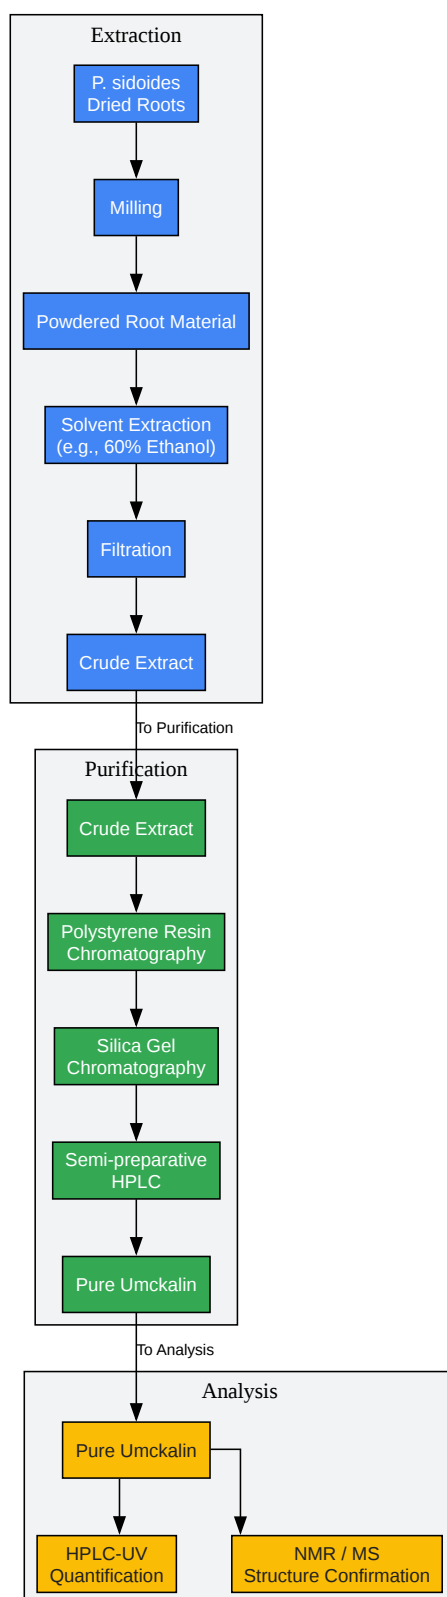 Extraction
P. sidoides
Dried Roots
Milling
Powdered Root Material
Solvent Extraction
(e.g., 60% Ethanol)
Filtration
Crude Extract
To Purification
Purification
Crude Extract
Polystyrene Resin
Chromatography
Silica Gel
Chromatography
Semi-preparative
HPLC
Pure Umckalin
To Analysis
Analysis
Pure Umckalin
HPLC-UV
Quantification
NMR / MS
Structure Confirmation